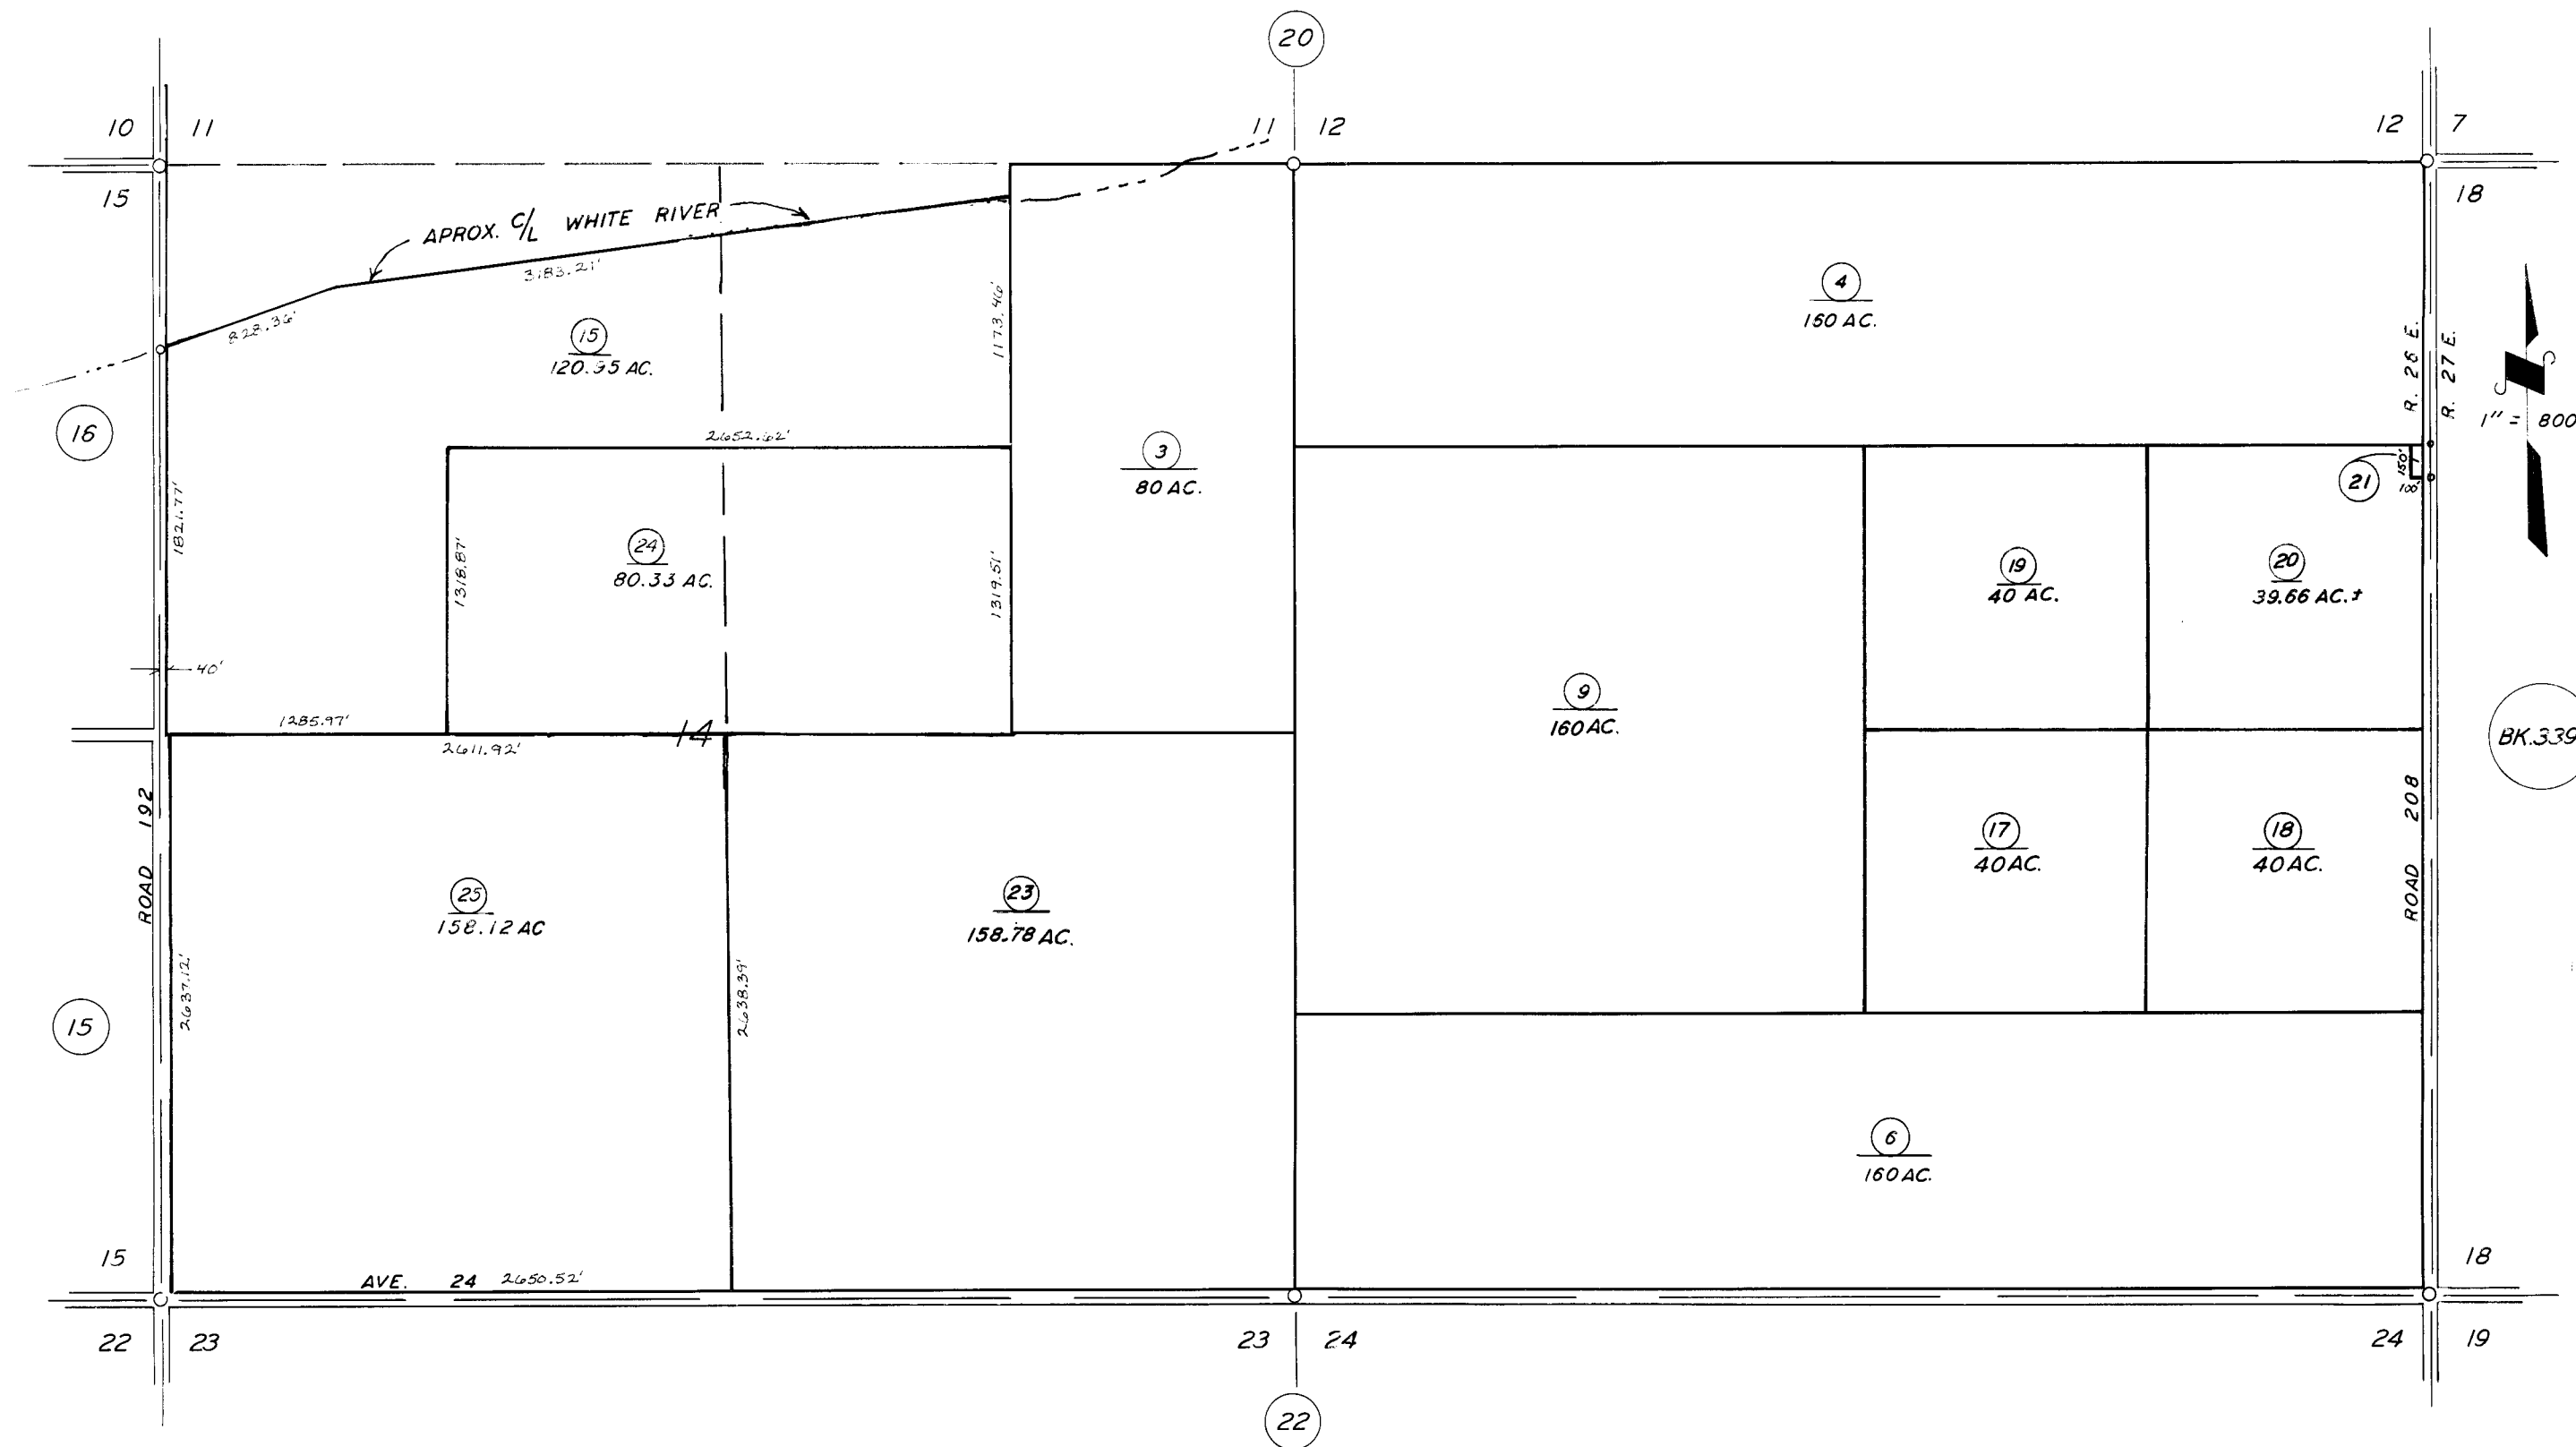 20
10 11
11 12
12 7
15
18
APROX. C/L WHITE RIVER
3183.21'
828.36'
15
120.95 AC.
1173.46'
4
160 AC.
R. 26 E.
R. 27 E.
1" = 800
16
2652.62'
3
80 AC.
150'
100'
21
1821.77'
24
80.33 AC.
1318.87'
1319.51'
19
40 AC.
20
39.66 AC.±
40'
9
160 AC.
1285.97'
14
2611.92'
BK.339
ROAD 192
ROAD 208
25
158.12 AC
23
158.78 AC.
17
40 AC.
18
40 AC.
2637.12'
2638.39'
15
6
160 AC.
15
18
AVE. 24 2650.52'
22 23
23 24
24 19
22